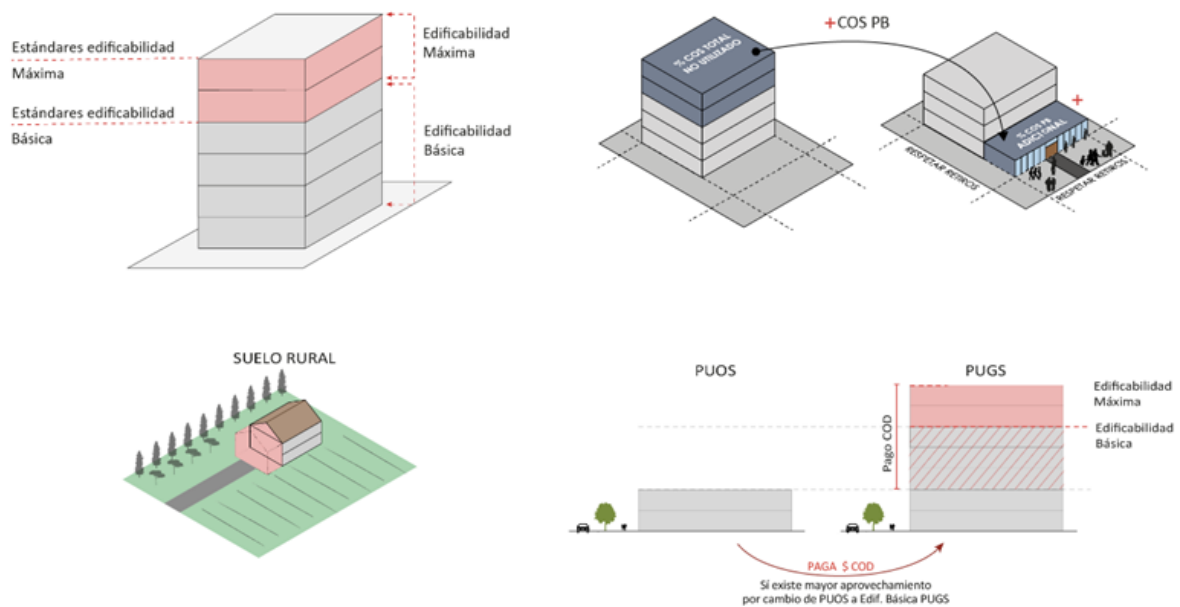 Estándares edificabilidad
Máxima
Estándares edificabilidad
Básica
Edificabilidad
Máxima
Edificabilidad
Básica
% COS TOTAL
NO UTILIZADO
+COS PB
+
% COS PB
ADICIONAL
RESPETAR RETIROS
RESPETAR RETIROS
SUELO RURAL
PUOS
PUGS
Edificabilidad
Máxima
Edificabilidad
Básica
Pago COD
PAGA $ COD
Sí existe mayor aprovechamiento
por cambio de PUOS a Edif. Básica PUGS